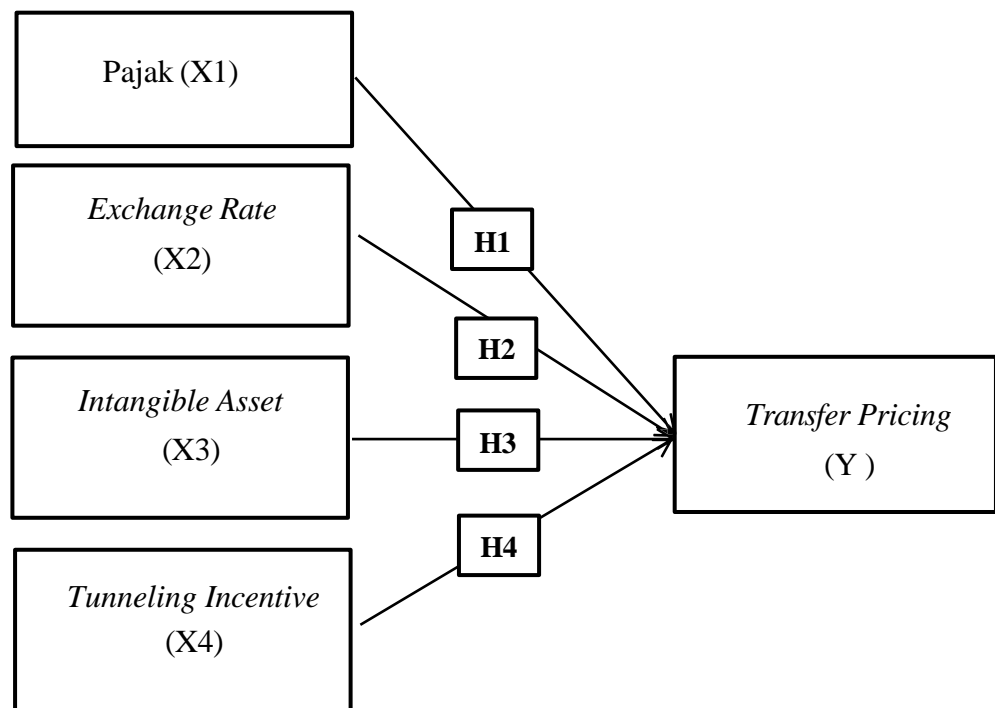 Pajak (X1)
Exchange Rate
(X2)
Intangible Asset
(X3)
Tunneling Incentive
(X4)
H1
H2
H3
H4
Transfer Pricing
(Y )